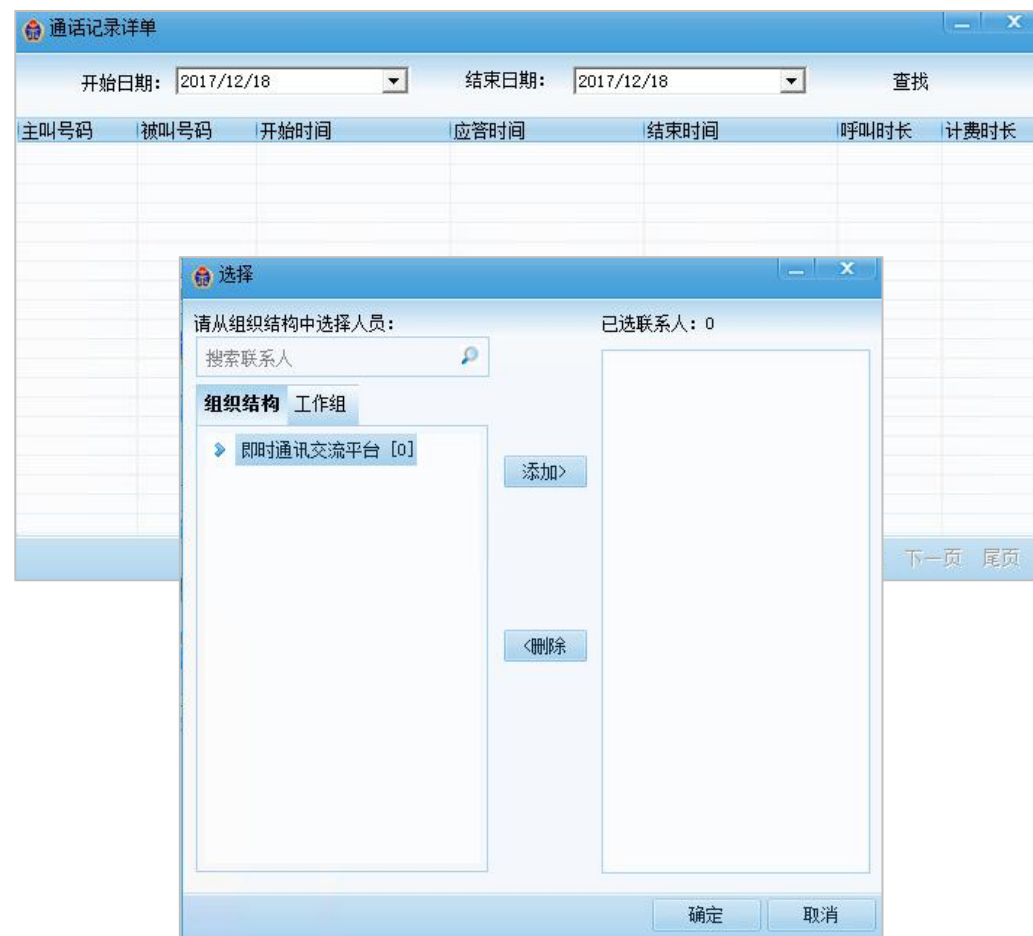 通话记录详单
开始日期: 2017/12/18 结束日期: 2017/12/18 查找
主叫号码 被叫号码 开始时间 应答时间 结束时间 呼叫时长 计费时长
选择
请从组织结构中选择人员: 已选联系人: 0
搜索联系人
组织结构 工作组
即时通讯交流平台 [0]
添加>
下一页 尾页
<删除
确定 取消